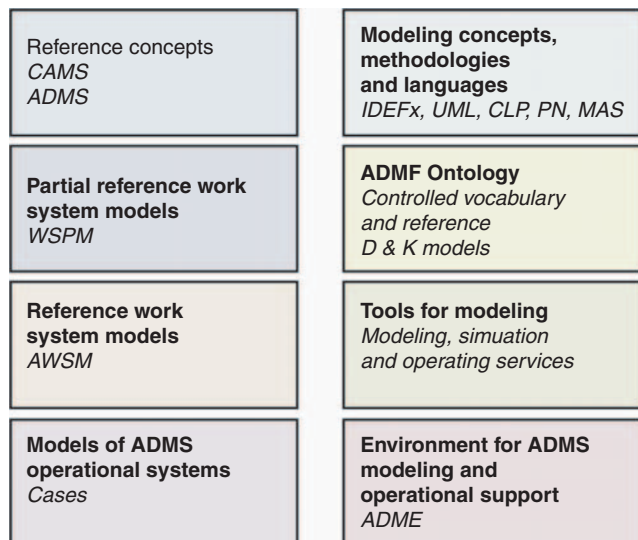 Reference concepts
CAMS
ADMS
Modeling concepts,
methodologies
and languages
IDEFx, UML, CLP, PN, MAS
Partial reference work
system models
WSPM
ADMF Ontology
Controlled vocabulary
and reference
D & K models
Reference work
system models
AWSM
Tools for modeling
Modeling, simuation
and operating services
Models of ADMS
operational systems
Cases
Environment for ADMS
modeling and
operational support
ADME